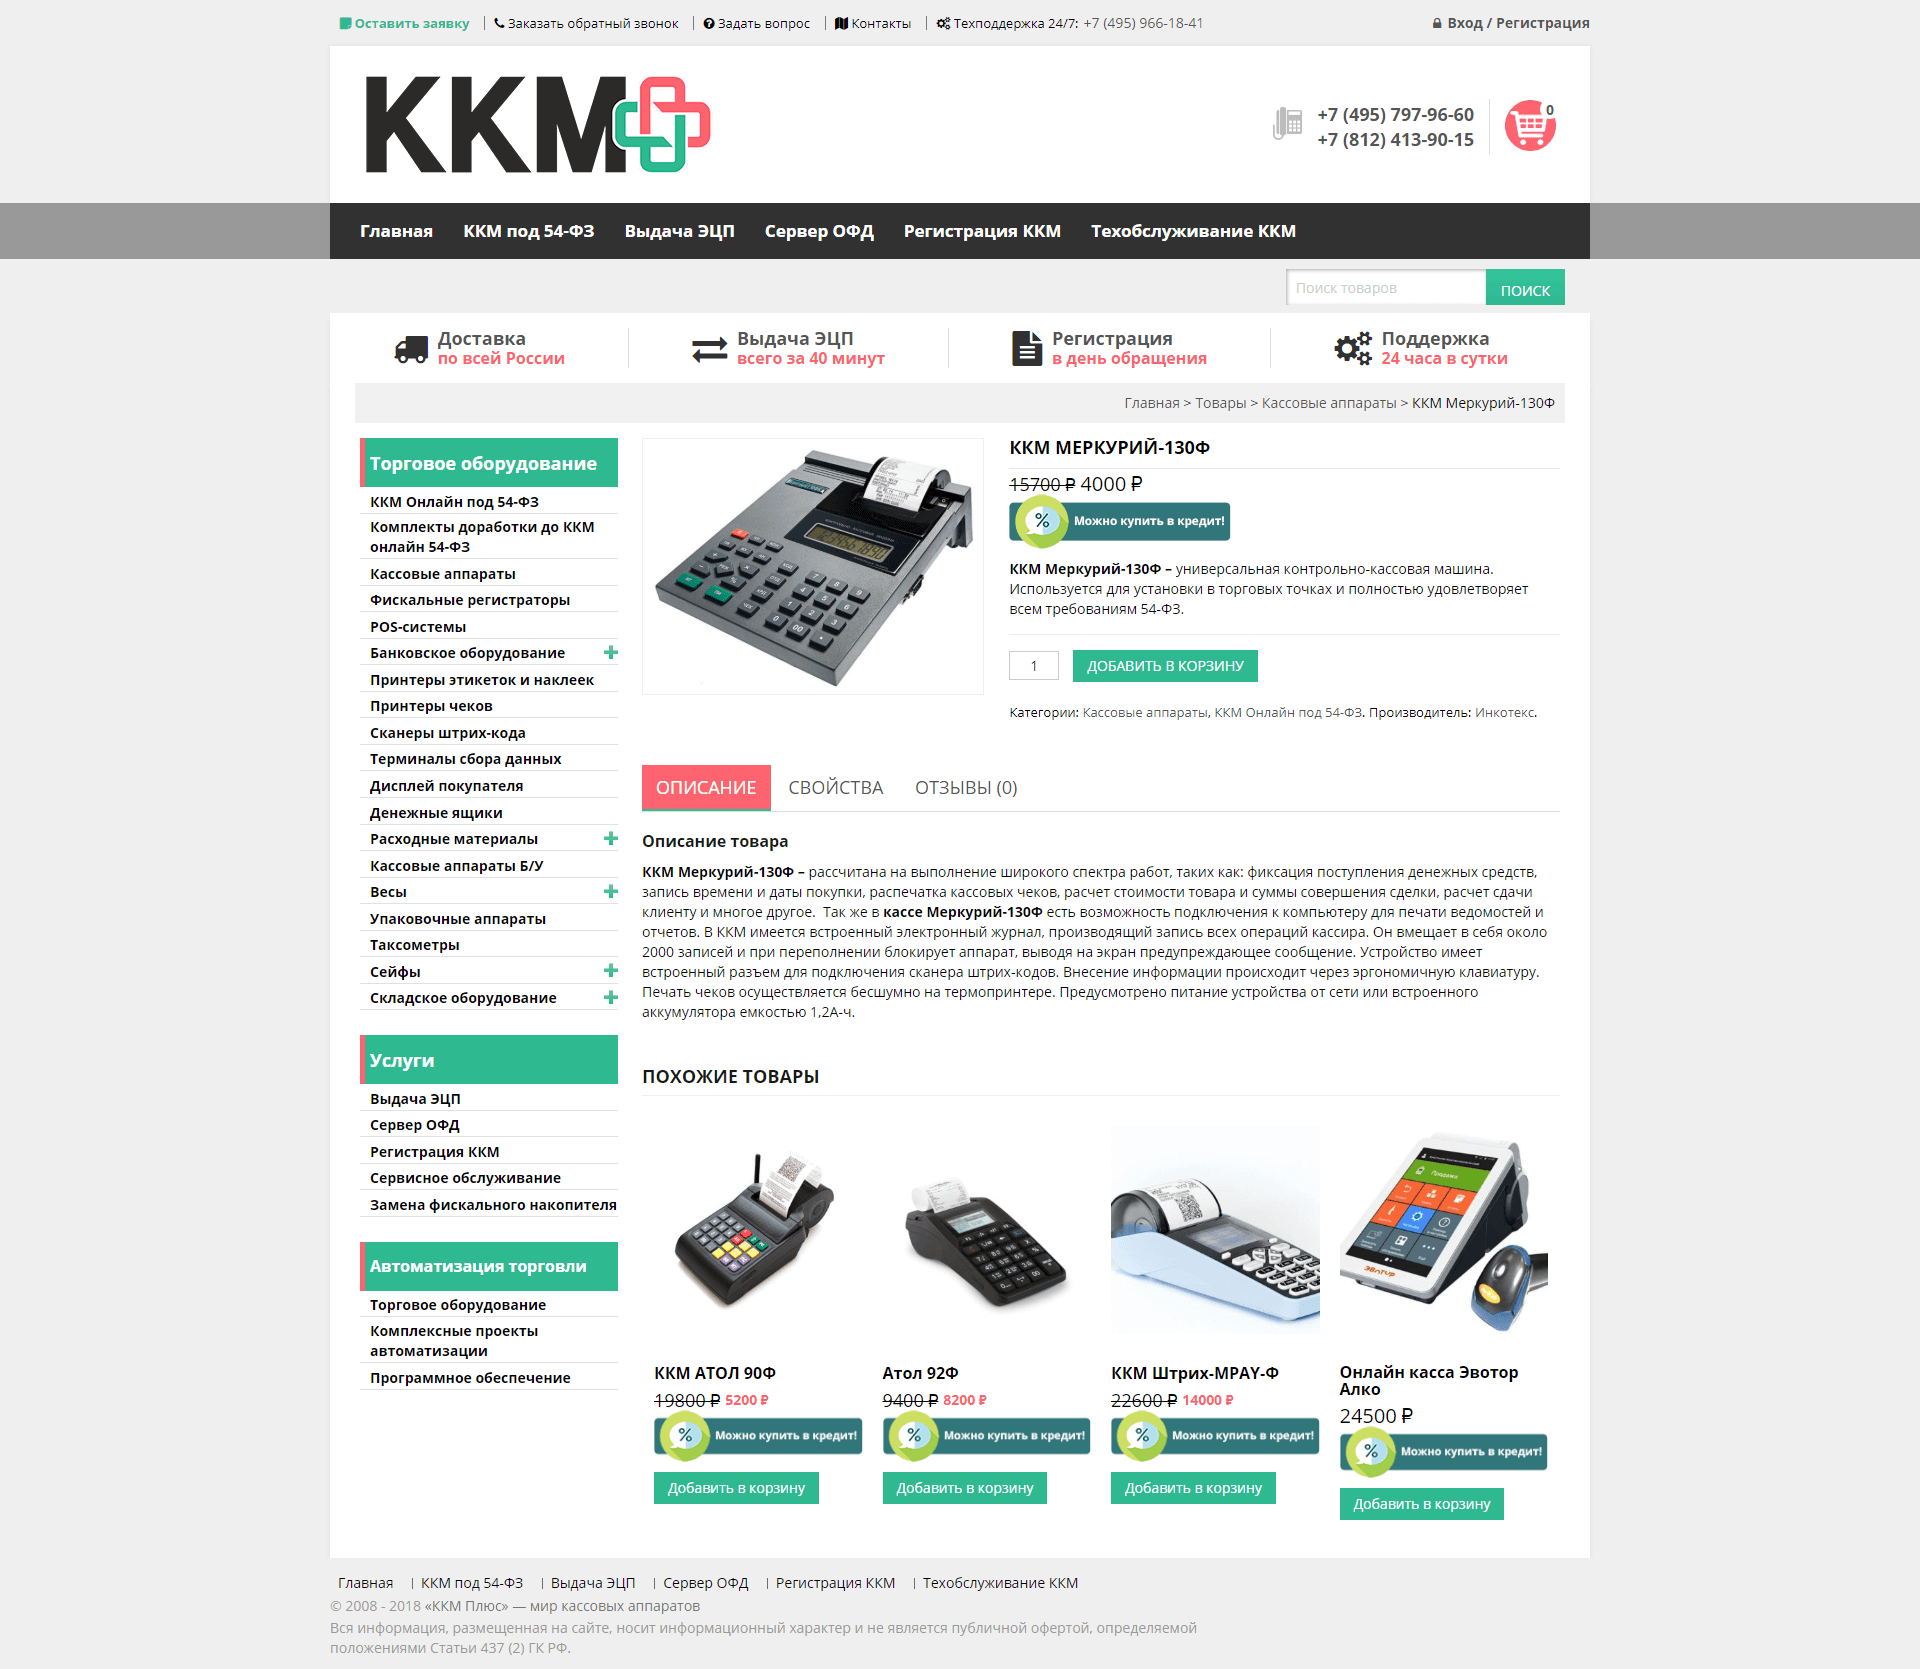 Оставить заявку
Заказать обратный звонок
Задать вопрос
Контакты
Техподдержка 24/7: +7 (495) 966-18-41
Вход / Регистрация
ККМ
+7 (495) 797-96-60
+7 (812) 413-90-15
0
Главная
ККМ под 54-ФЗ
Выдача ЭЦП
Сервер ОФД
Регистрация ККМ
Техобслуживание ККМ
Поиск товаров
ПОИСК
Доставка
по всей России
Выдача ЭЦП
всего за 40 минут
Регистрация
в день обращения
Поддержка
24 часа в сутки
Главная > Товары > Кассовые аппараты > ККМ Меркурий-130Ф
Торговое оборудование
ККМ Онлайн под 54-ФЗ
Комплекты доработки до ККМ
онлайн 54-ФЗ
Кассовые аппараты
Фискальные регистраторы
POS-системы
Банковское оборудование
Принтеры этикеток и наклеек
Принтеры чеков
Сканеры штрих-кода
Терминалы сбора данных
Дисплей покупателя
Денежные ящики
Расходные материалы
Кассовые аппараты Б/У
Весы
Упаковочные аппараты
Таксометры
Сейфы
Складское оборудование
Услуги
Выдача ЭЦП
Сервер ОФД
Регистрация ККМ
Сервисное обслуживание
Замена фискального накопителя
Автоматизация торговли
Торговое оборудование
Комплексные проекты
автоматизации
Программное обеспечение
ККМ МЕРКУРИЙ-130Ф
15700 ₽ 4000 ₽
% Можно купить в кредит!
ККМ Меркурий-130Ф – универсальная контрольно-кассовая машина.
Используется для установки в торговых точках и полностью удовлетворяет
всем требованиям 54-ФЗ.
1
ДОБАВИТЬ В КОРЗИНУ
Категории: Кассовые аппараты, ККМ Онлайн под 54-ФЗ. Производитель: Инкотекс.
ОПИСАНИЕ
СВОЙСТВА
ОТЗЫВЫ (0)
Описание товара
ККМ Меркурий-130Ф – рассчитана на выполнение широкого спектра работ, таких как: фиксация поступления денежных средств,
запись времени и даты покупки, распечатка кассовых чеков, расчет стоимости товара и суммы совершения сделки, расчет сдачи
клиенту и многое другое.  Так же в кассе Меркурий-130Ф есть возможность подключения к компьютеру для печати ведомостей и
отчетов. В ККМ имеется встроенный электронный журнал, производящий запись всех операций кассира. Он вмещает в себя около
2000 записей и при переполнении блокирует аппарат, выводя на экран предупреждающее сообщение. Устройство имеет
встроенный разъем для подключения сканера штрих-кодов. Внесение информации происходит через эргономичную клавиатуру.
Печать чеков осуществляется бесшумно на термопринтере. Предусмотрено питание устройства от сети или встроенного
аккумулятора емкостью 1,2А-ч.
ПОХОЖИЕ ТОВАРЫ
ККМ АТОЛ 90Ф
19800 ₽ 5200 ₽
% Можно купить в кредит!
Добавить в корзину
Атол 92Ф
9400 ₽ 8200 ₽
% Можно купить в кредит!
Добавить в корзину
ККМ Штрих-MPAY-Ф
22600 ₽ 14000 ₽
% Можно купить в кредит!
Добавить в корзину
Продажа
ЭВОТОР
Онлайн касса Эвотор
Алко
24500 ₽
% Можно купить в кредит!
Добавить в корзину
Главная
ККМ под 54-ФЗ
Выдача ЭЦП
Сервер ОФД
Регистрация ККМ
Техобслуживание ККМ
© 2008 - 2018 «ККМ Плюс» — мир кассовых аппаратов
Вся информация, размещенная на сайте, носит информационный характер и не является публичной офертой, определяемой
положениями Статьи 437 (2) ГК РФ.